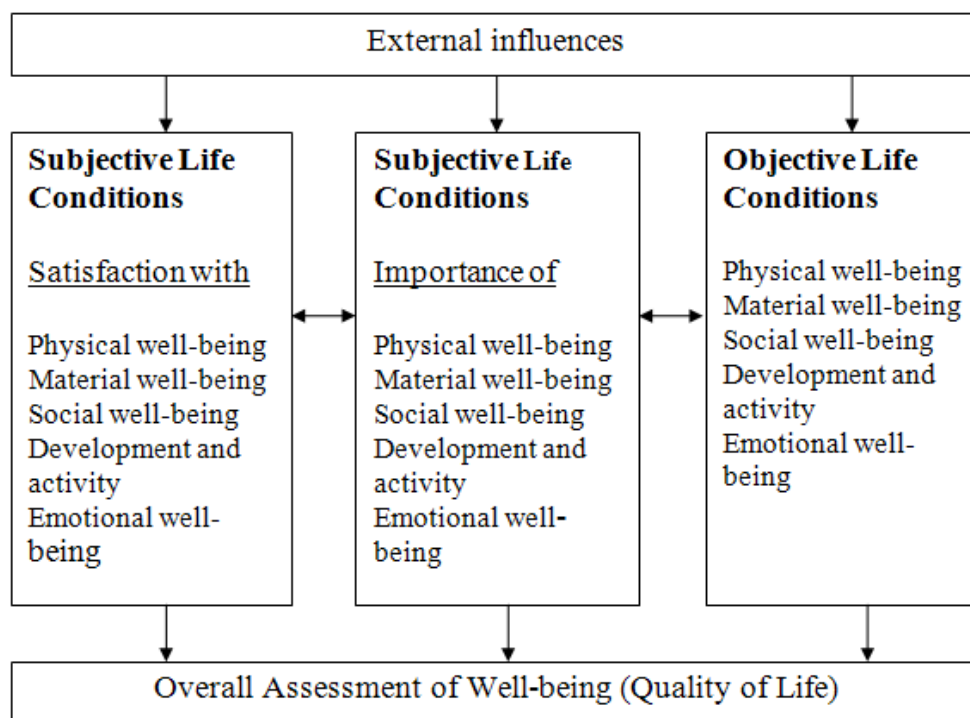 External influences
Subjective Life
Conditions
Satisfaction with
Physical well-being
Material well-being
Social well-being
Development and
activity
Emotional well-
being
Subjective Life
Conditions
Importance of
Physical well-being
Material well-being
Social well-being
Development and
activity
Emotional well-
being
Objective Life
Conditions
Physical well-being
Material well-being
Social well-being
Development and
activity
Emotional well-
being
Overall Assessment of Well-being (Quality of Life)